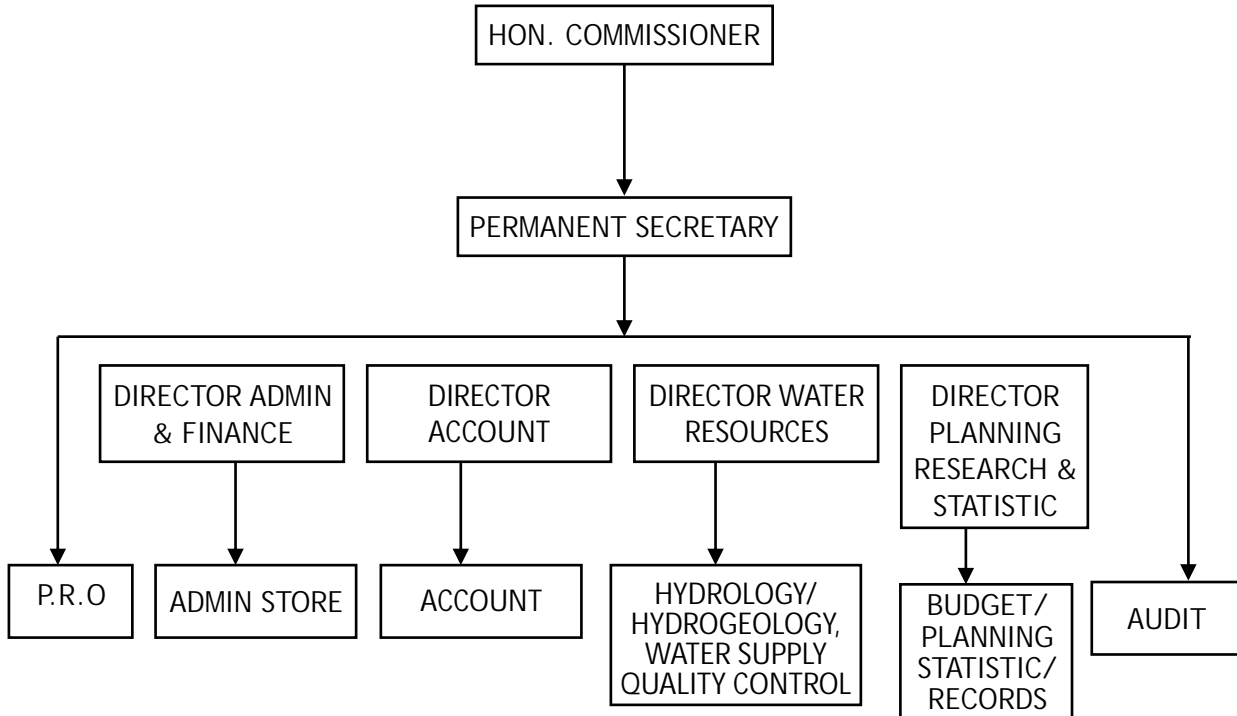 HON. COMMISSIONER
PERMANENT SECRETARY
DIRECTOR ADMIN
& FINANCE
DIRECTOR
ACCOUNT
DIRECTOR WATER
RESOURCES
DIRECTOR
PLANNING
RESEARCH &
STATISTIC
P.R.O
ADMIN STORE
ACCOUNT
HYDROLOGY/
HYDROGEOLOGY,
WATER SUPPLY
QUALITY CONTROL
BUDGET/
PLANNING
STATISTIC/
RECORDS
AUDIT